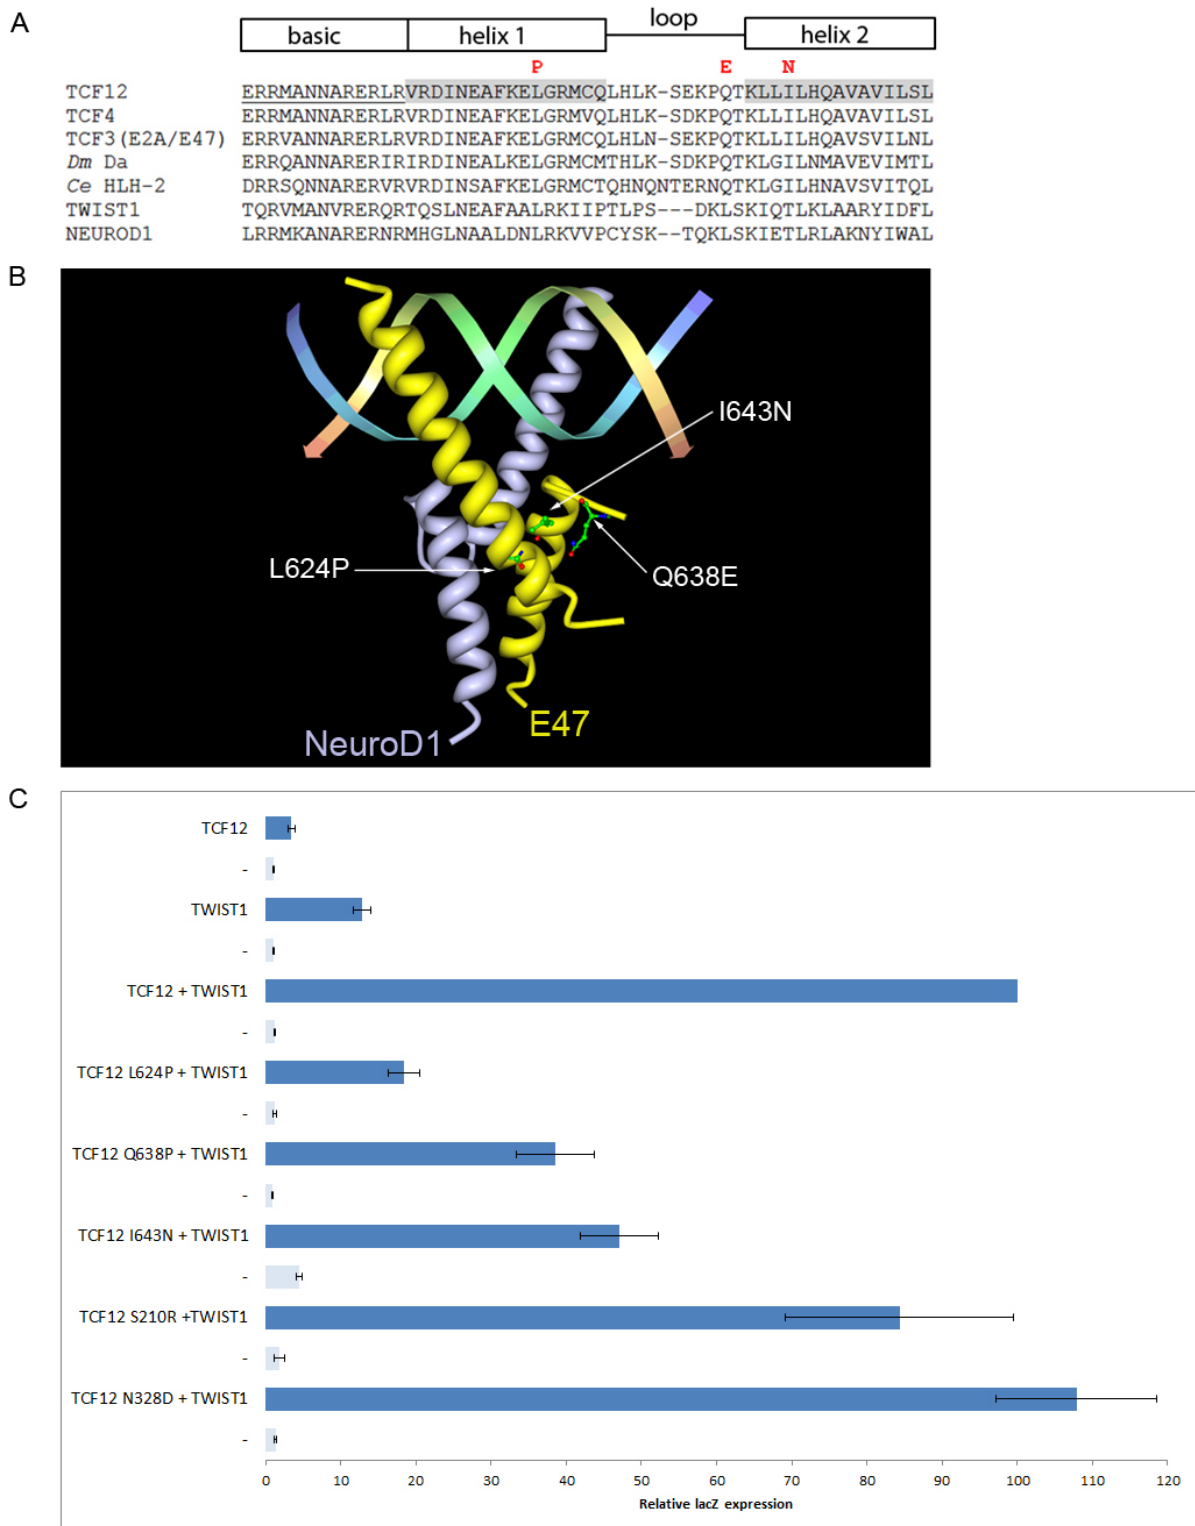 A
basic helix 1 loop helix 2
P E N
TCF12 ERRMANNARERLRVRDINEAFKELGRMCQLHLK-SEKPQTKLLILHQAVAVILSL
TCF4 ERRMANNARERLRVRDINEAFKELGRMVQLHLK-SDKPQTKLLILHQAVAVILSL
TCF3(E2A/E47) ERRVANNARERLRVRDINEAFKELGRMCQLHLN-SEKPQTKLLILHQAVSVILNL
Dm Da ERRQANNARERIRIRDINEALKELGRMCMTHLK-SDKPQTKLGILNMAVEVIMTL
Ce HLH-2 DRRSQNNARERVRVRDINSAFKELGRMCTQHNQNTERNQTKLGILHNAVSVITQL
TWIST1 TQRVMANVRERQRTQSLNEAFAALRKIIPTLPS---DKLSKIQTLKLAARYIDFL
NEUROD1 LRRMKANARERNRMHGLNAALDNLRKVVPCYSK--TQKLSKIETLRLAKNYIWAL
B
I643N
L624P
Q638E
E47
NeuroD1
C
TCF12
-
TWIST1
-
TCF12 + TWIST1
-
TCF12 L624P + TWIST1
-
TCF12 Q638P + TWIST1
-
TCF12 I643N + TWIST1
-
TCF12 S210R +TWIST1
-
TCF12 N328D + TWIST1
-
0 10 20 30 40 50 60 70 80 90 100 110 120
Relative lacZ expression